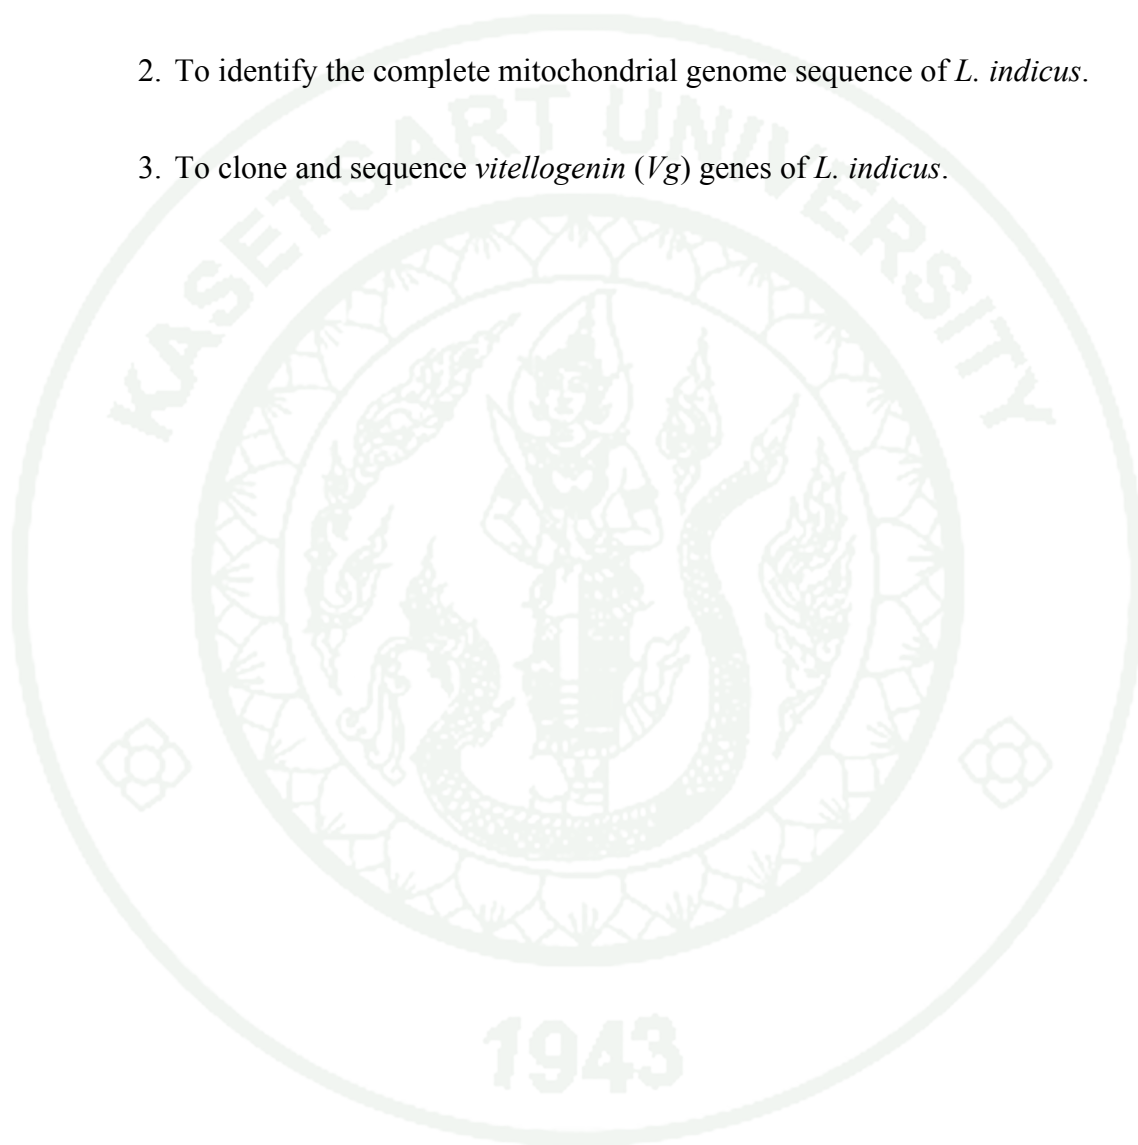 2. To identify the complete mitochondrial genome sequence of L. indicus.
3. To clone and sequence vitellogenin (Vg) genes of L. indicus.
KASETSART UNIVERSITY
1943